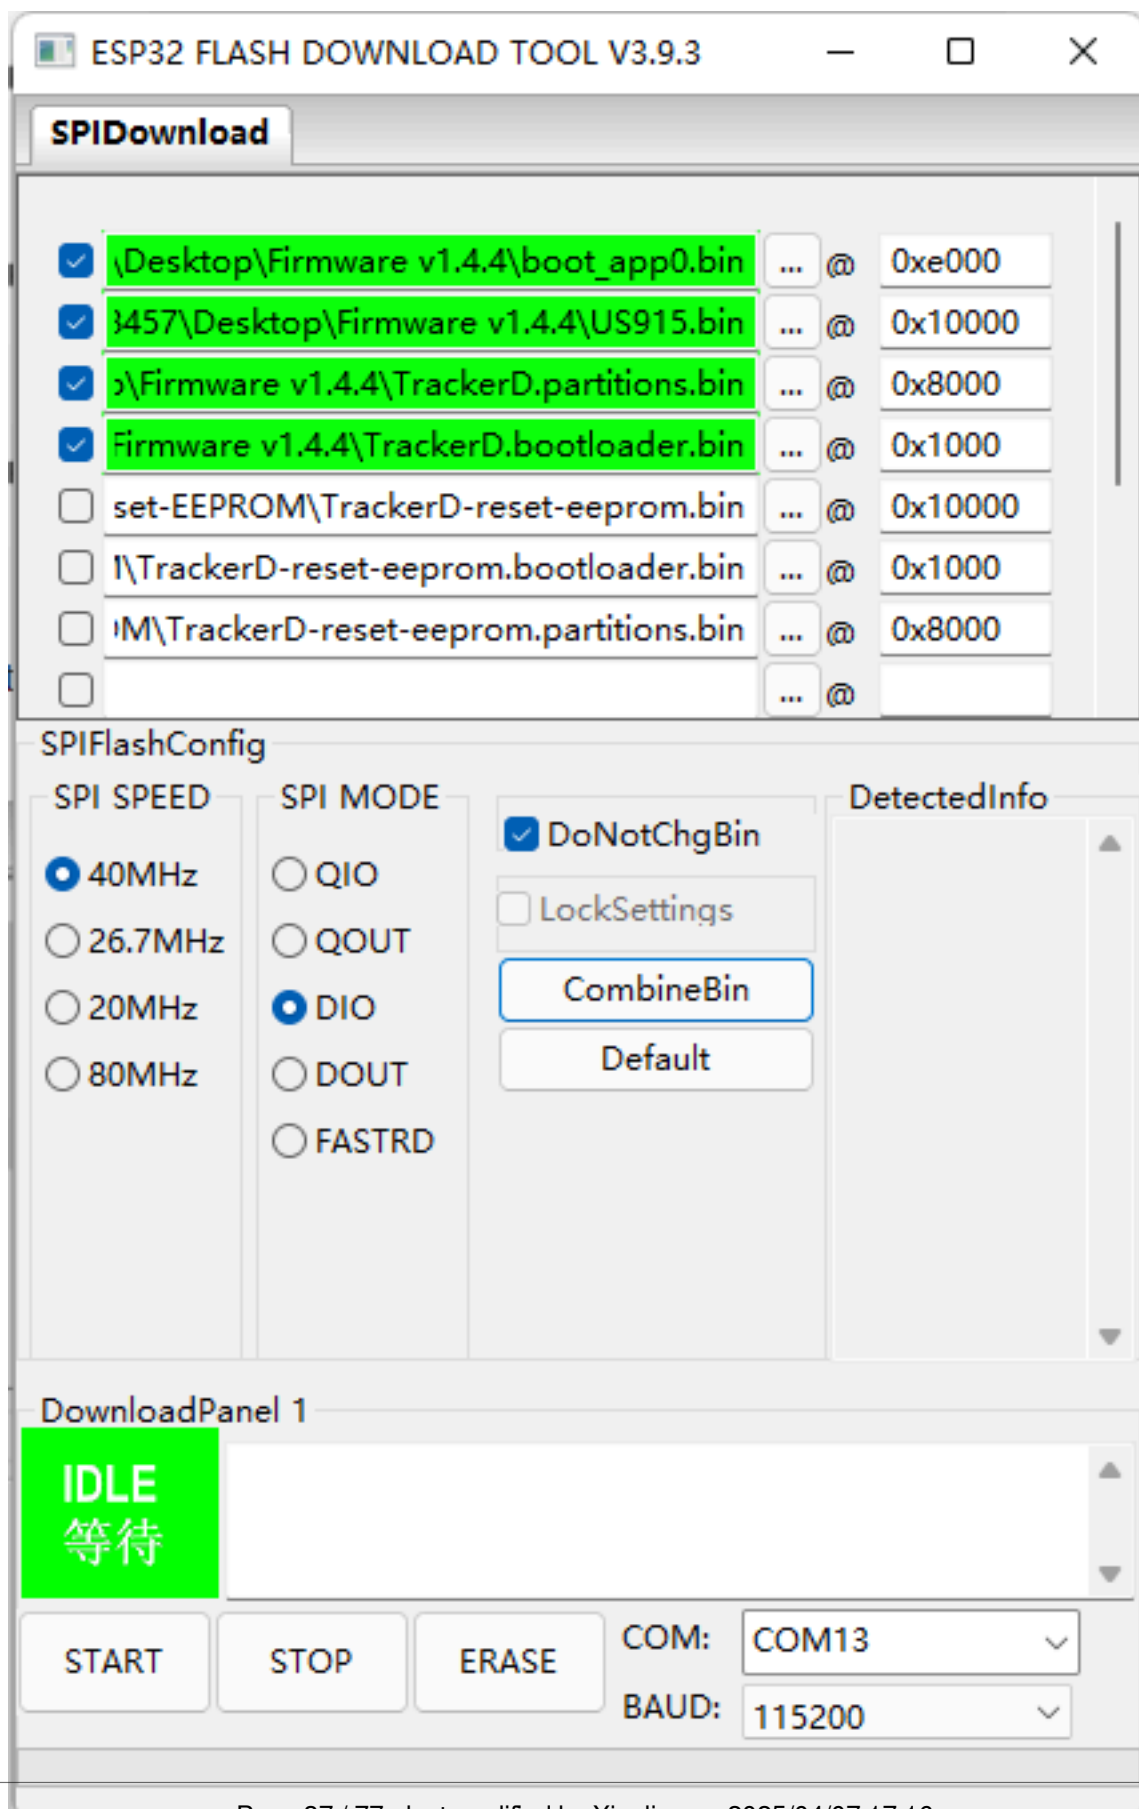 ESP32 FLASH DOWNLOAD TOOL V3.9.3
SPIDownload
\Desktop\Firmware v1.4.4\boot_app0.bin ... @ 0xe000
3457\Desktop\Firmware v1.4.4\US915.bin ... @ 0x10000
\Firmware v1.4.4\TrackerD.partitions.bin ... @ 0x8000
Firmware v1.4.4\TrackerD.bootloader.bin ... @ 0x1000
set-EEPROM\TrackerD-reset-eeprom.bin ... @ 0x10000
\TrackerD-reset-eeprom.bootloader.bin ... @ 0x1000
M\TrackerD-reset-eeprom.partitions.bin ... @ 0x8000
... @
SPIFlashConfig
SPI SPEED
40MHz
26.7MHz
20MHz
80MHz
SPI MODE
QIO
QOUT
DIO
DOUT
FASTRD
DoNotChgBin
LockSettings
CombineBin
Default
DetectedInfo
DownloadPanel 1
IDLE
等待
START STOP ERASE
COM: COM13
BAUD: 115200